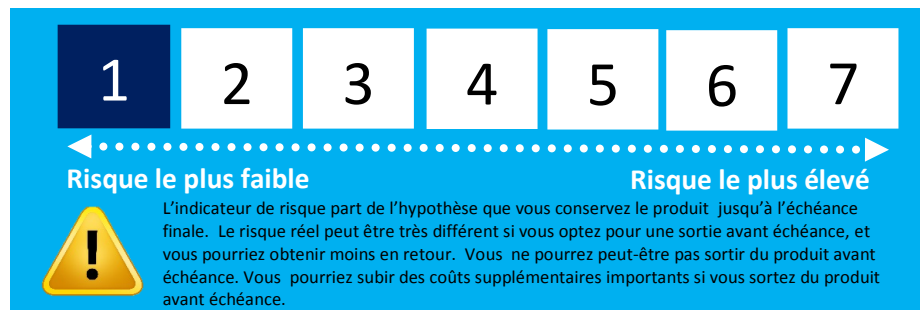 1 2 3 4 5 6 7
Risque le plus faible Risque le plus élevé
L'indicateur de risque part de l'hypothèse que vous conservez le produit jusqu'à l'échéance
finale. Le risque réel peut être très différent si vous optez pour une sortie avant échéance, et
vous pourriez obtenir moins en retour. Vous ne pourrez peut-être pas sortir du produit avant
échéance. Vous pourriez subir des coûts supplémentaires importants si vous sortez du produit
avant échéance.